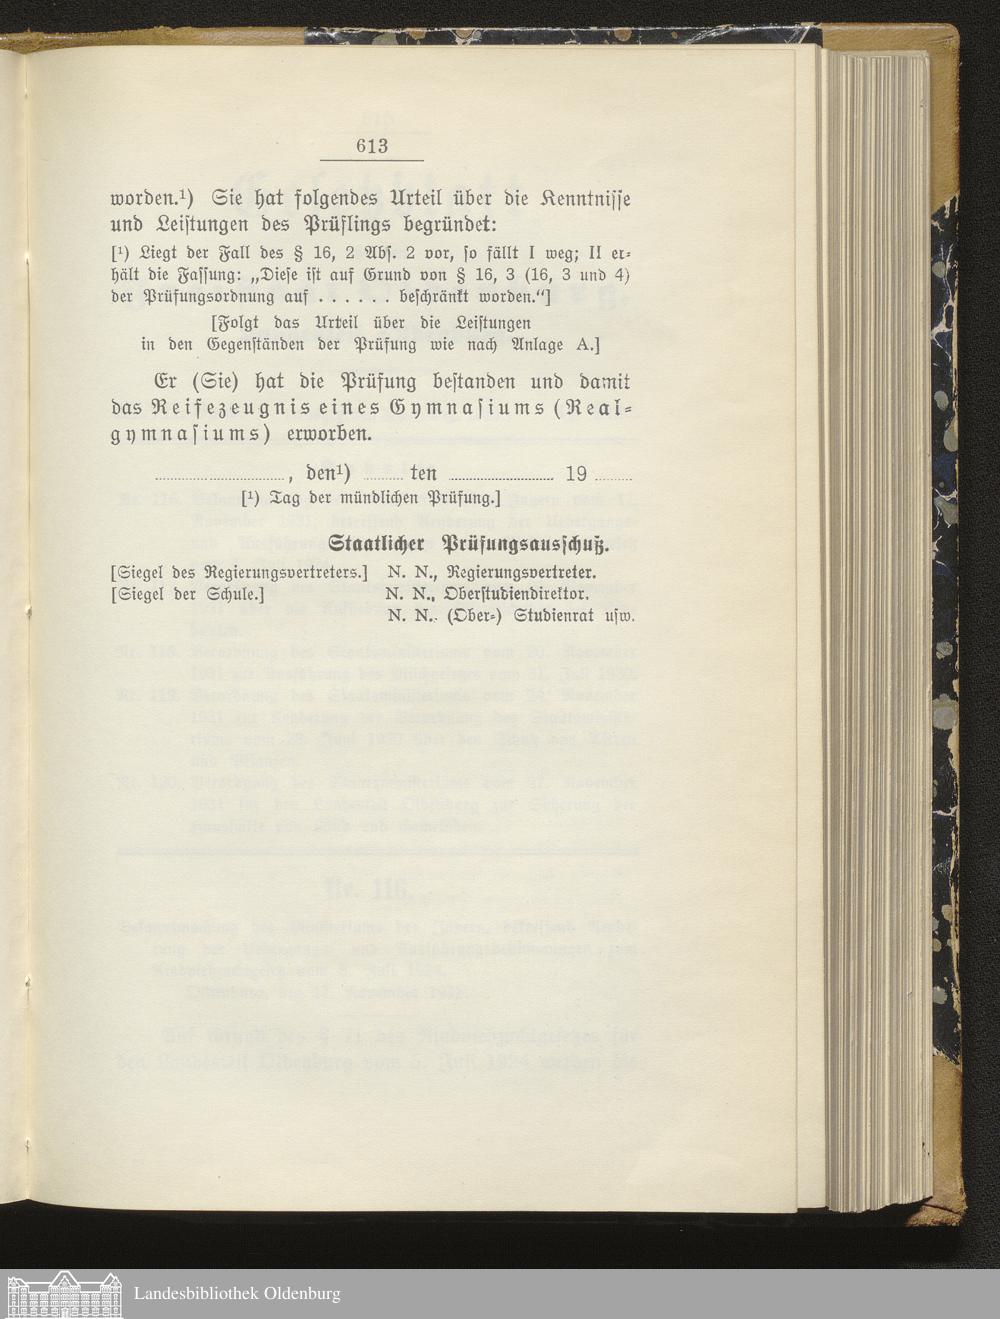 613
worden.¹) Sie hat folgendes Urteil über die Kenntnisse
und Leistungen des Prüflings begründet:
[¹) Liegt der Fall des § 16, 2 Abs. 2 vor, so fällt I weg; II er-
hält die Fassung: „Diese ist auf Grund von § 16, 3 (16, 3 und 4)
der Prüfungsordnung auf . . . . . . beschränkt worden.“]
[Folgt das Urteil über die Leistungen
in den Gegenständen der Prüfung wie nach Anlage A.]
Er (Sie) hat die Prüfung bestanden und damit
das Reifezeugnis eines Gymnasiums (Real-
gymnasiums) erworben.
, den¹) ten 19
[¹) Tag der mündlichen Prüfung.]
Staatlicher Prüfungsausschuß.
[Siegel des Regierungsvertreters.] N. N., Regierungsvertreter.
[Siegel der Schule.] N. N., Oberstudiendirektor.
N. N. (Ober-) Studienrat usw.
Landesbibliothek Oldenburg